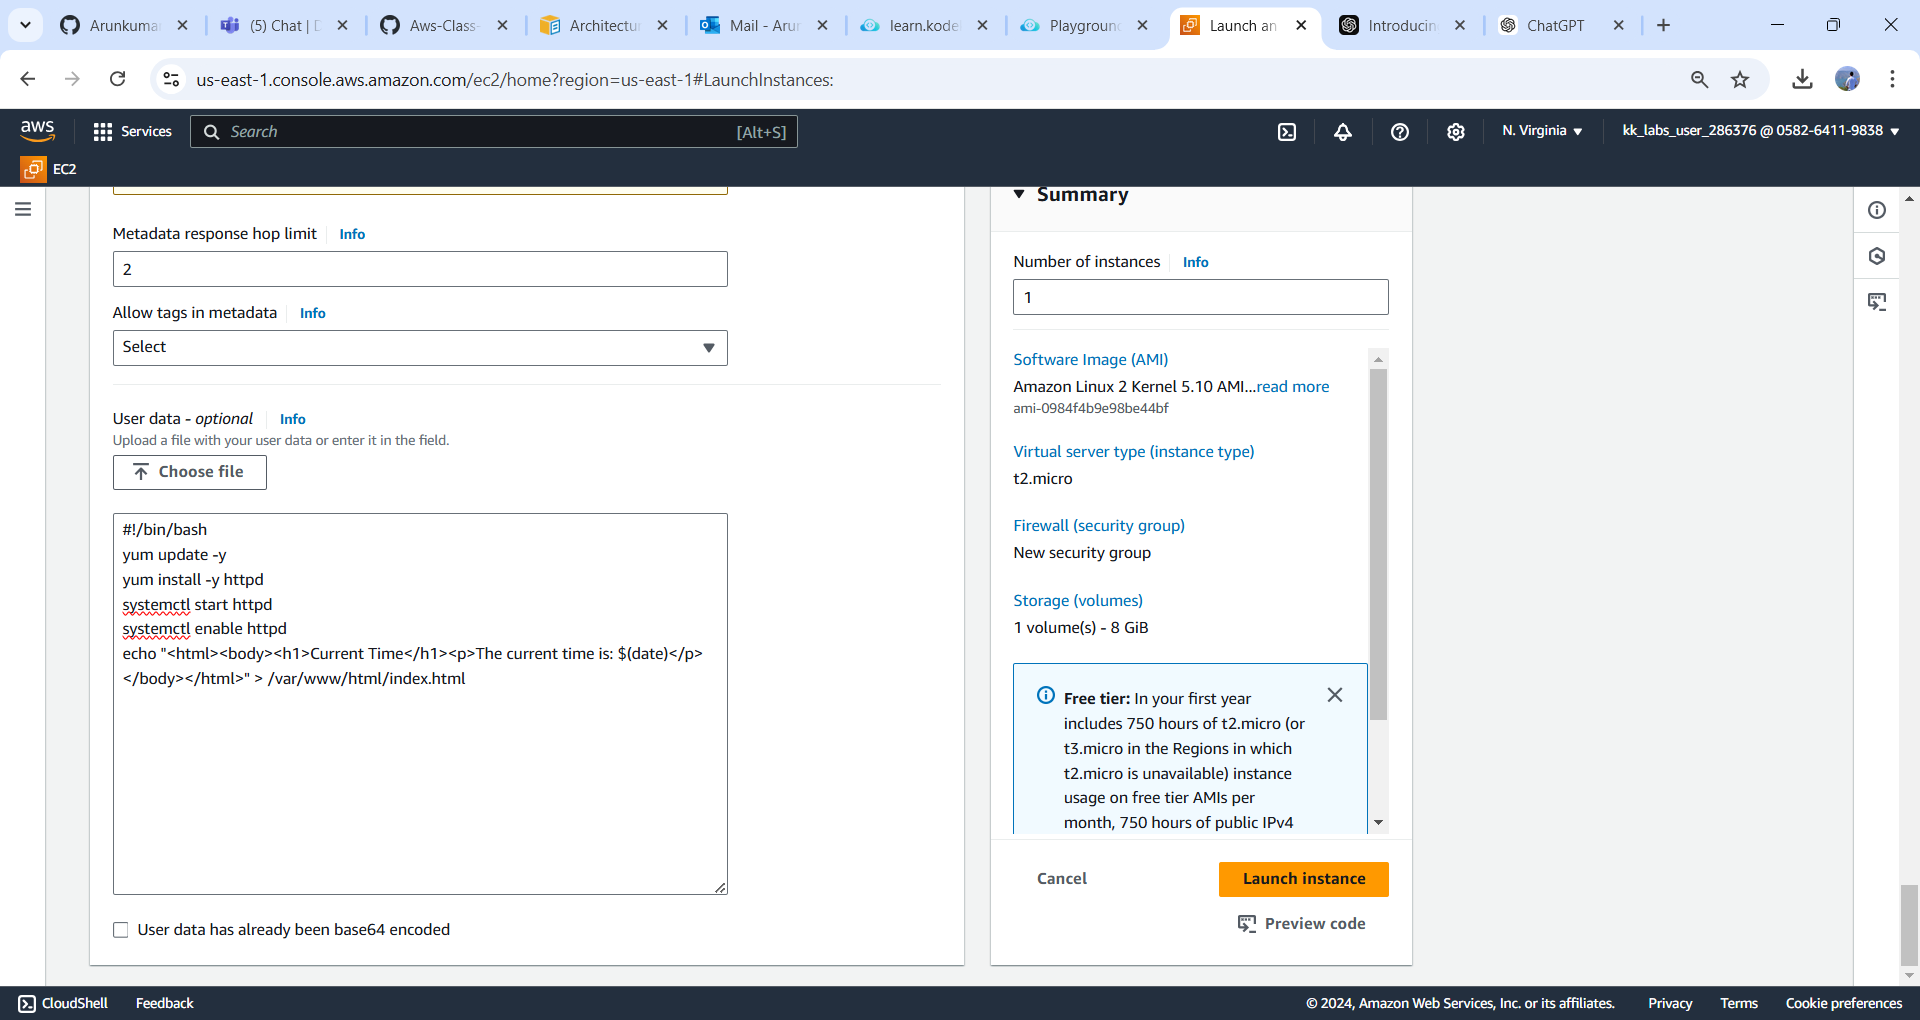 Arunkuma
(5) Chat | D
Aws-Class-
Architectur
Mail - Arun
learn.kode
Playground
Launch an
Introducin
ChatGPT
us-east-1.console.aws.amazon.com/ec2/home?region=us-east-1#LaunchInstances:
aws
Services
Search
[Alt+S]
N. Virginia
kk_labs_user_286376 @ 0582-6411-9838
EC2
Metadata response hop limit
Info
2
Allow tags in metadata
Info
Select
User data - optional
Info
Upload a file with your user data or enter it in the field.
Choose file
#!/bin/bash
yum update -y
yum install -y httpd
systemctl start httpd
systemctl enable httpd
echo "<html><body><h1>Current Time</h1><p>The current time is: $(date)</p>
</body></html>" > /var/www/html/index.html
User data has already been base64 encoded
Summary
Number of instances
Info
1
Software Image (AMI)
Amazon Linux 2 Kernel 5.10 AMI...read more
ami-0984f4b9e98be44bf
Virtual server type (instance type)
t2.micro
Firewall (security group)
New security group
Storage (volumes)
1 volume(s) - 8 GiB
Free tier: In your first year
includes 750 hours of t2.micro (or
t3.micro in the Regions in which
t2.micro is unavailable) instance
usage on free tier AMIs per
month, 750 hours of public IPv4
Cancel
Launch instance
Preview code
CloudShell
Feedback
© 2024, Amazon Web Services, Inc. or its affiliates.
Privacy
Terms
Cookie preferences